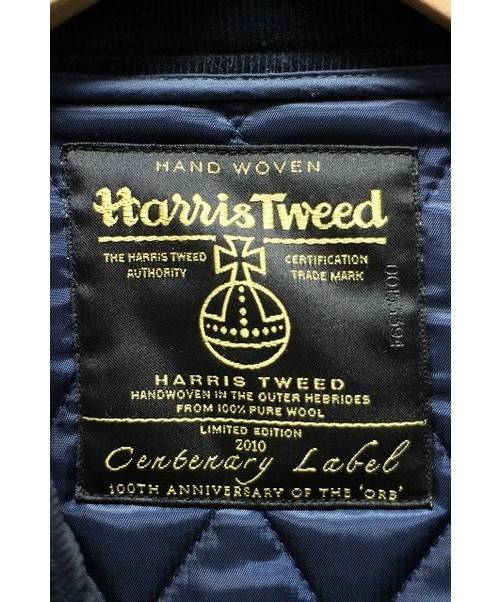 HAND WOVEN
Harris Tweed
THE HARRIS TWEED
AUTHORITY
CERTIFICATION
TRADE MARK
HARRIS TWEED
HANDWOVEN IN THE OUTER HEBRIDES
FROM 100% PURE WOOL
LIMITED EDITION
2010
Centenary Label
100TH ANNIVERSARY OF THE 'ORB'